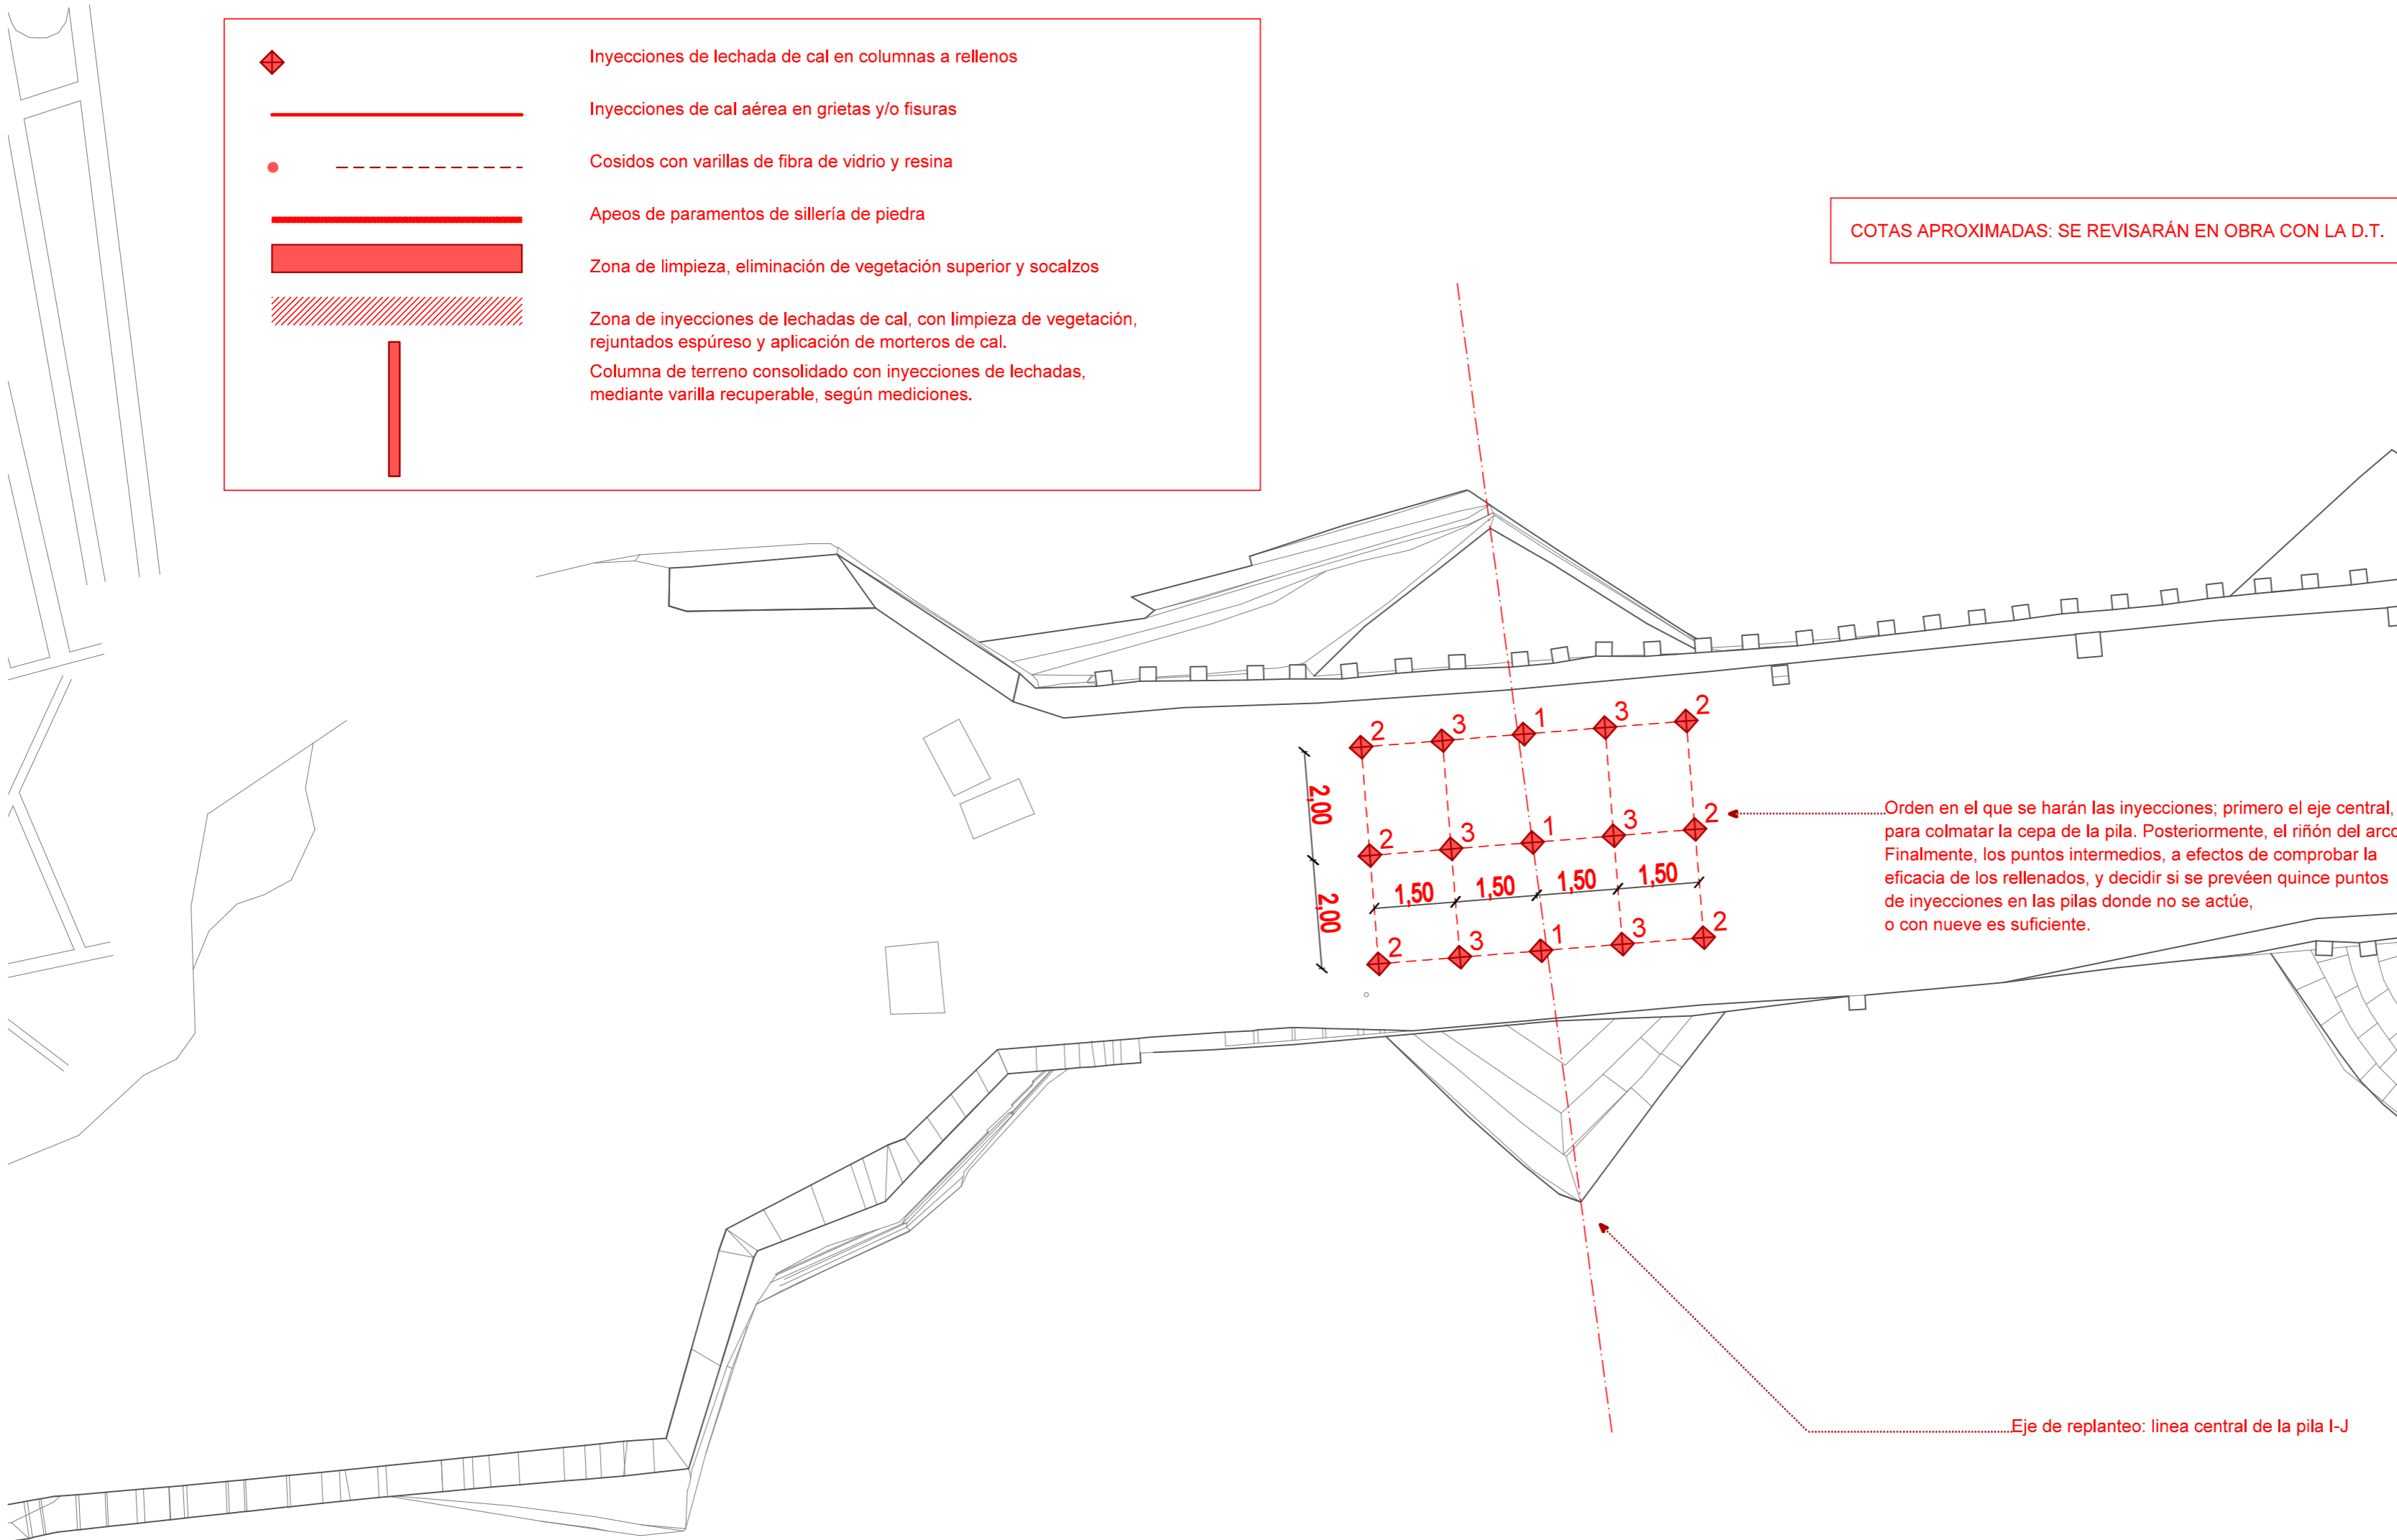 Inyecciones de lechada de cal en columnas a rellenos
Inyecciones de cal aérea en grietas y/o fisuras
Cosidos con varillas de fibra de vidrio y resina
Apeos de paramentos de sillería de piedra
Zona de limpieza, eliminación de vegetación superior y socalzos
Zona de inyecciones de lechadas de cal, con limpieza de vegetación,
rejuntados espúreso y aplicación de morteros de cal.
Columna de terreno consolidado con inyecciones de lechadas,
mediante varilla recuperable, según mediciones.
COTAS APROXIMADAS: SE REVISARÁN EN OBRA CON LA D.T.
2 3 1 3 2
2,00
2 3 1 3 2
1,50 1,50 1,50 1,50
2,00
2 3 1 3 2
Orden en el que se harán las inyecciones; primero el eje central,
para colmatar la cepa de la pila. Posteriormente, el riñón del arco
Finalmente, los puntos intermedios, a efectos de comprobar la
eficacia de los rellenados, y decidir si se prevéen quince puntos
de inyecciones en las pilas donde no se actúe,
o con nueve es suficiente.
Eje de replanteo: linea central de la pila I-J